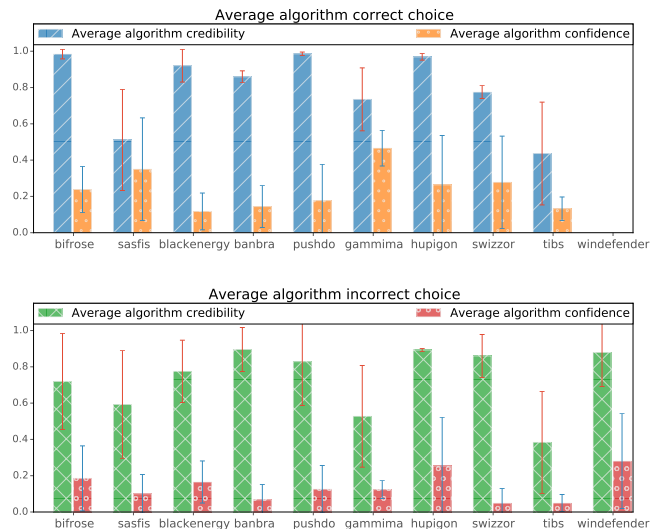 Average algorithm correct choice
Average algorithm credibility Average algorithm confidence
1.0
0.8
0.6
0.4
0.2
0.0
bifrose sasfis blackenergy banbra pushdo gammima hupigon swizzor tibs windefender
Average algorithm incorrect choice
Average algorithm credibility Average algorithm confidence
1.0
0.8
0.6
0.4
0.2
0.0
bifrose sasfis blackenergy banbra pushdo gammima hupigon swizzor tibs windefender